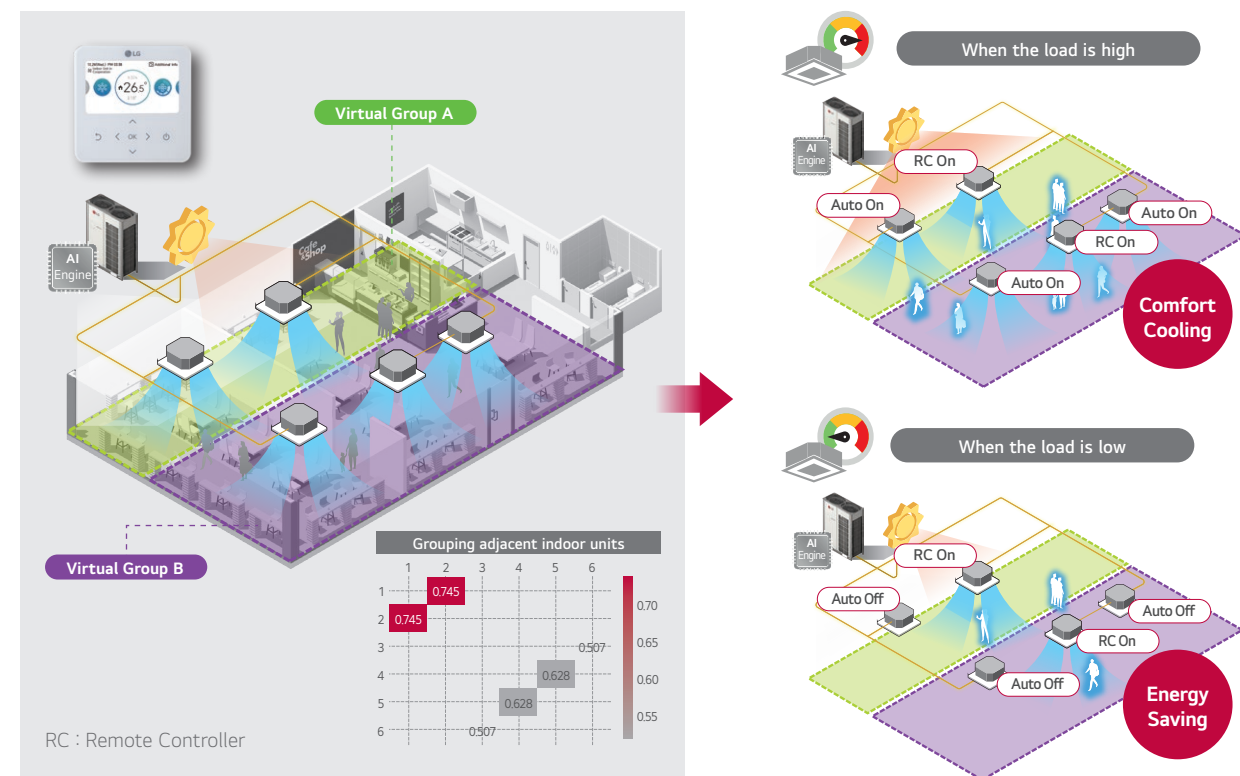 LG
26.5°
OK
Virtual Group A
AI
Engine
Cafe
&Shop
Virtual Group B
Grouping adjacent indoor units
1 2 3 4 5 6
1 0.745
2 0.745
3 0.507
4 0.628
5 0.628
6 0.507
0.70
0.65
0.60
0.55
RC : Remote Controller
When the load is high
AI
Engine
RC On
Auto On
Auto On
RC On
Auto On
Comfort
Cooling
When the load is low
AI
Engine
RC On
Auto Off
Auto Off
RC On
Auto Off
Energy
Saving